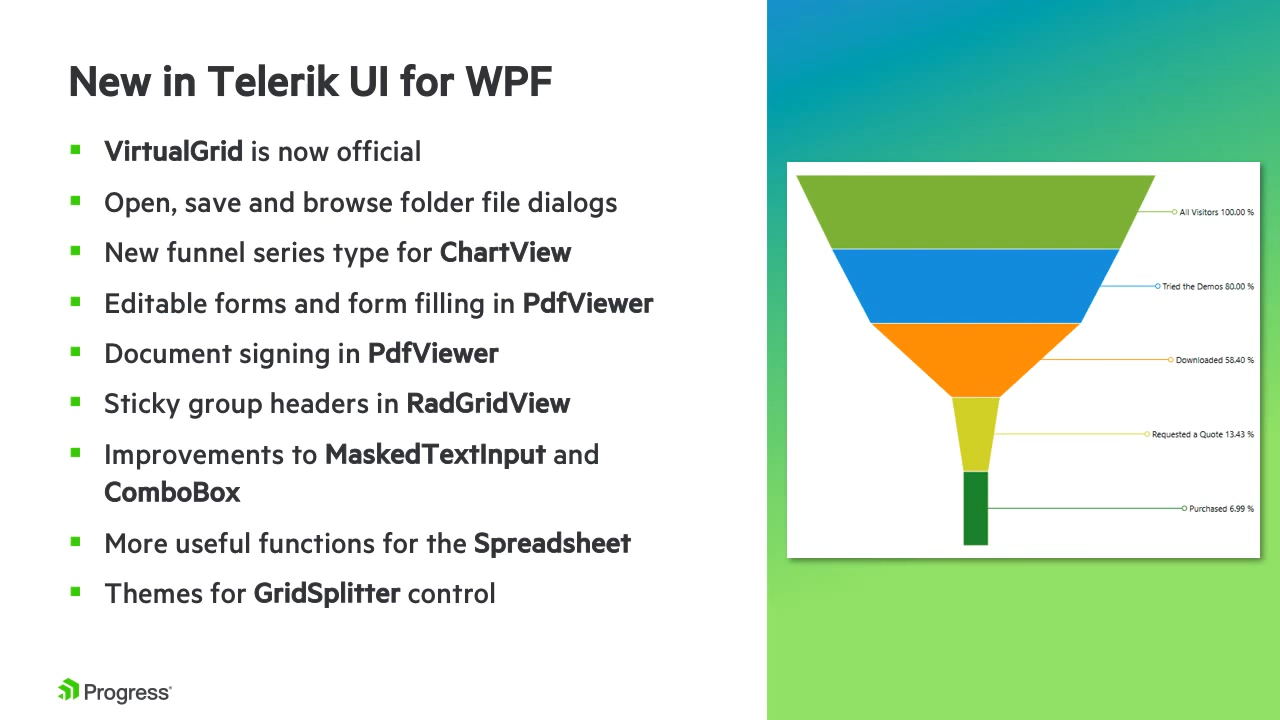 New in Telerik UI for WPF
VirtualGrid is now official
Open, save and browse folder file dialogs
New funnel series type for ChartView
Editable forms and form filling in PdfViewer
Document signing in PdfViewer
Sticky group headers in RadGridView
Improvements to MaskedTextInput and
ComboBox
More useful functions for the Spreadsheet
Themes for GridSplitter control
Progress
All Visitors 100.00 %
Tried the Demos 80.00 %
Downloaded 58.40 %
Requested a Quote 13.43 %
Purchased 6.99 %